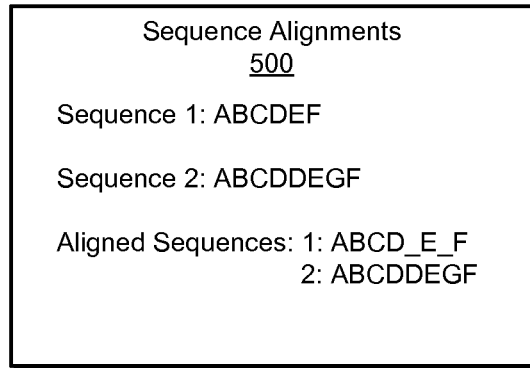 Sequence Alignments
500
Sequence 1: ABCDEF
Sequence 2: ABCDDEGF
Aligned Sequences: 1: ABCD_E_F
2: ABCDDEGF